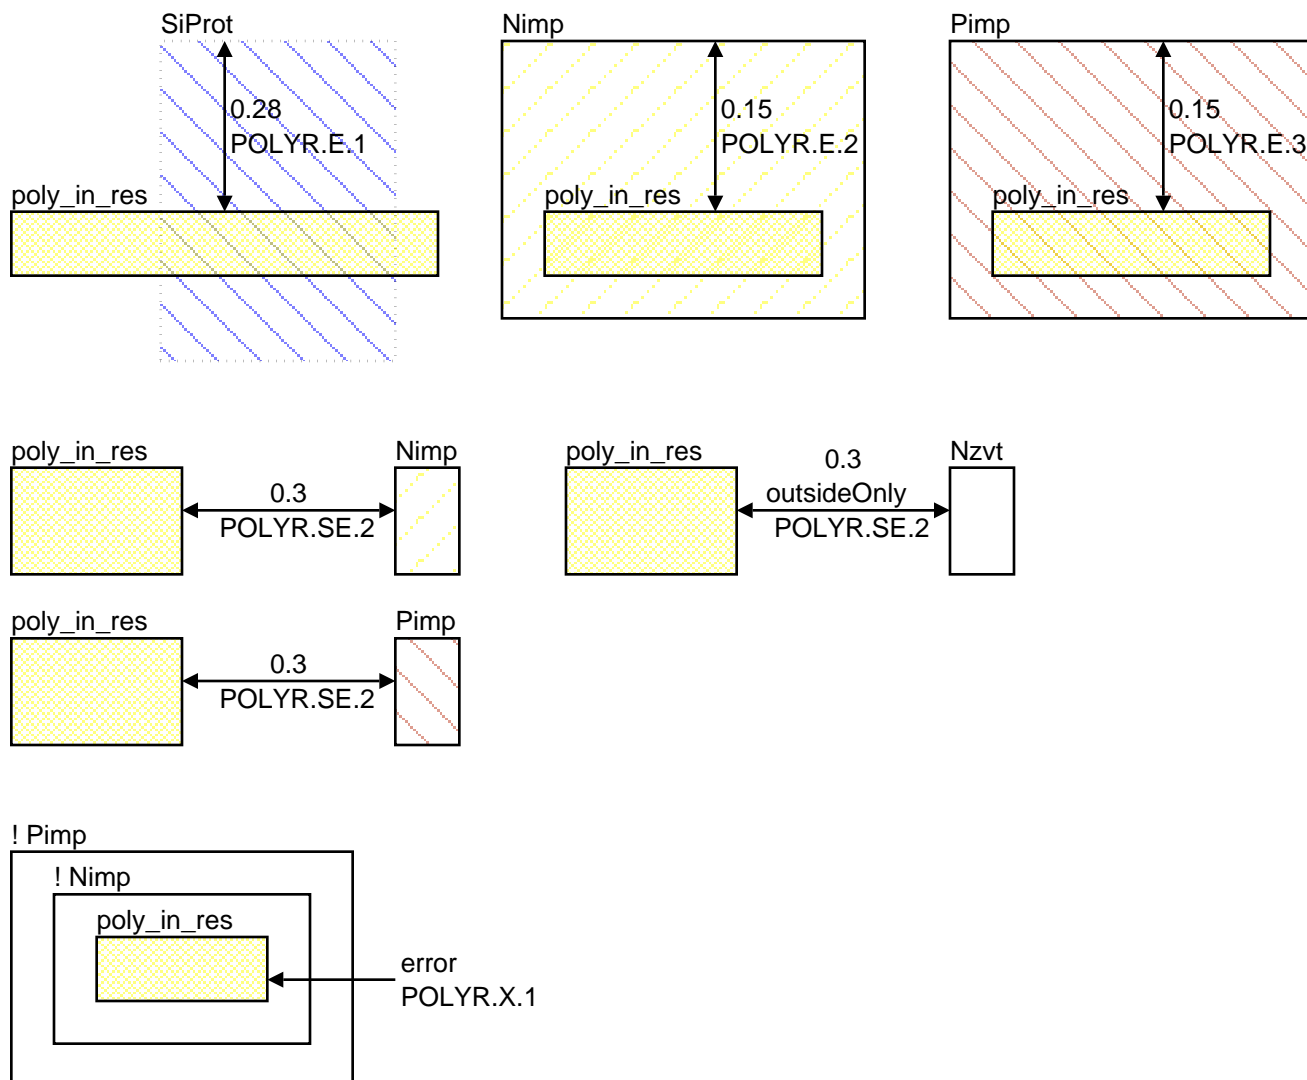 SiProt
0.28
POLYR.E.1
poly_in_res
Nimp
0.15
POLYR.E.2
poly_in_res
Pimp
0.15
POLYR.E.3
poly_in_res
poly_in_res
0.3
POLYR.SE.2
Nimp
poly_in_res
0.3
outsideOnly
POLYR.SE.2
Nzvt
poly_in_res
0.3
POLYR.SE.2
Pimp
! Pimp
! Nimp
poly_in_res
error
POLYR.X.1